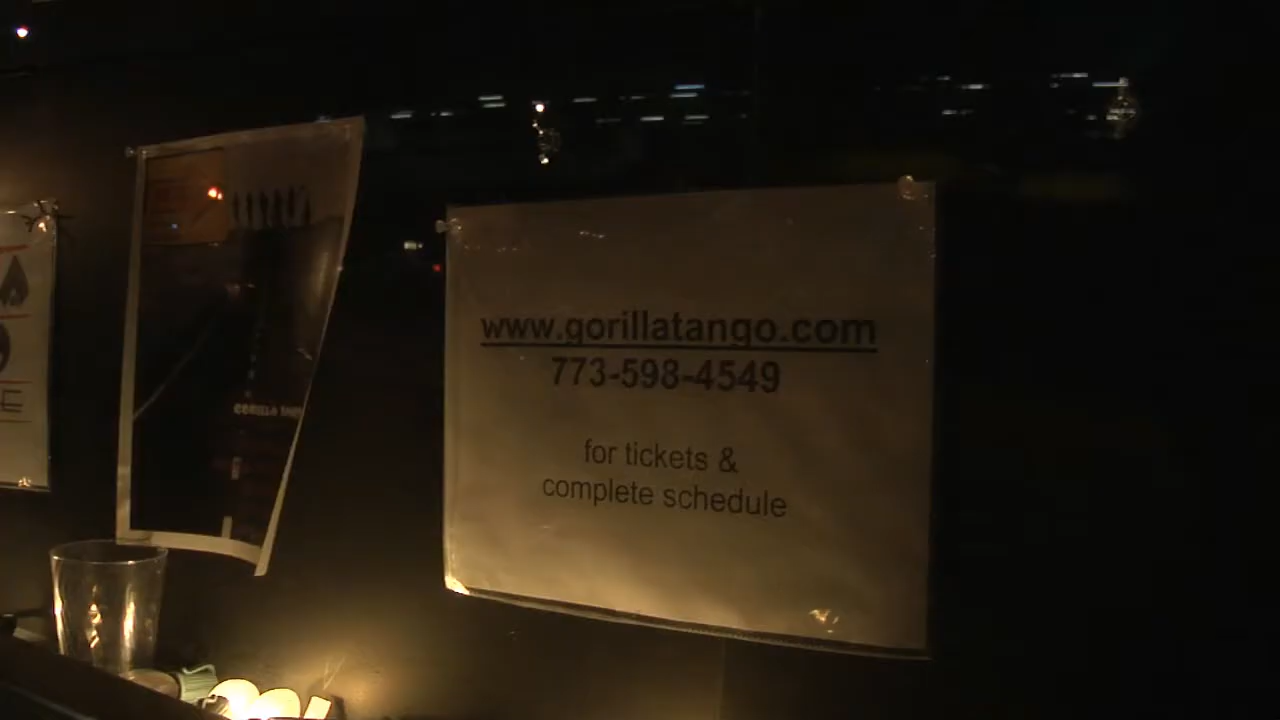 E
www.gorillatango.com
773-598-4549
for tickets &
complete schedule